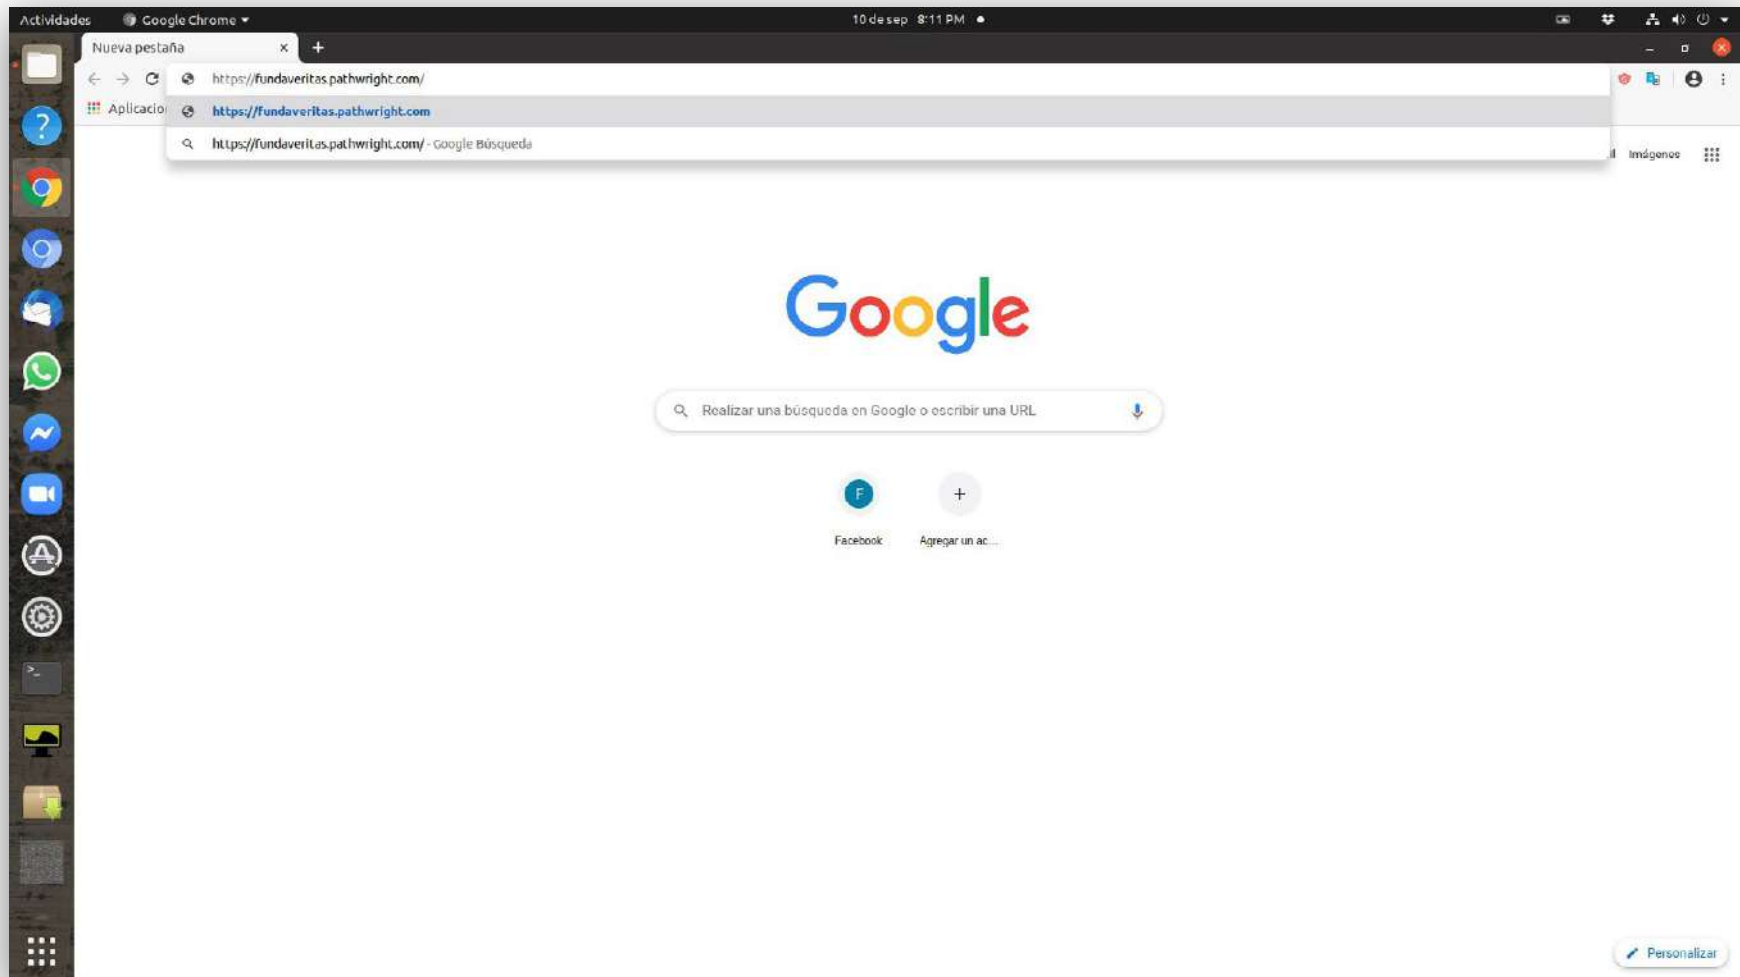 Actividades Google Chrome 10 de sep 8:11 PM
Nueva pestaña
https://fundaveritas.pathwright.com/
Aplicacio https://fundaveritas.pathwright.com
https://fundaveritas.pathwright.com/ - Google Búsqueda
il Imágenes
Google
Realizar una búsqueda en Google o escribir una URL
F
Facebook Agregar un ac...
Personalizar